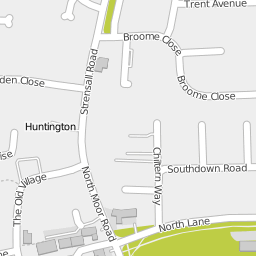 Trent Avenue
Broome Close
Strensall Road
den Close
Broome Close
Huntington
Chiltern Way
ise
Southdown Road
The Old Village
North Moor Road
North Lane